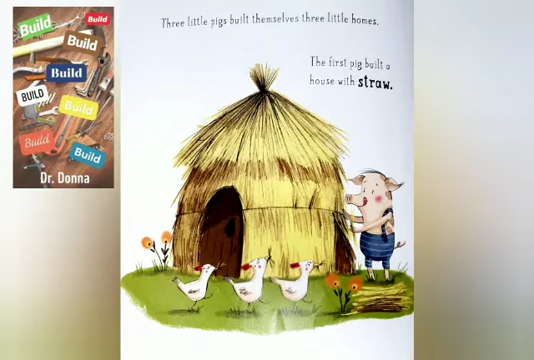 Build
Build
Build
Build
BUILD
Build
Build
Build
Dr. Donna
Three little pigs built themselves three little homes.
The first pig built a
house with straw.